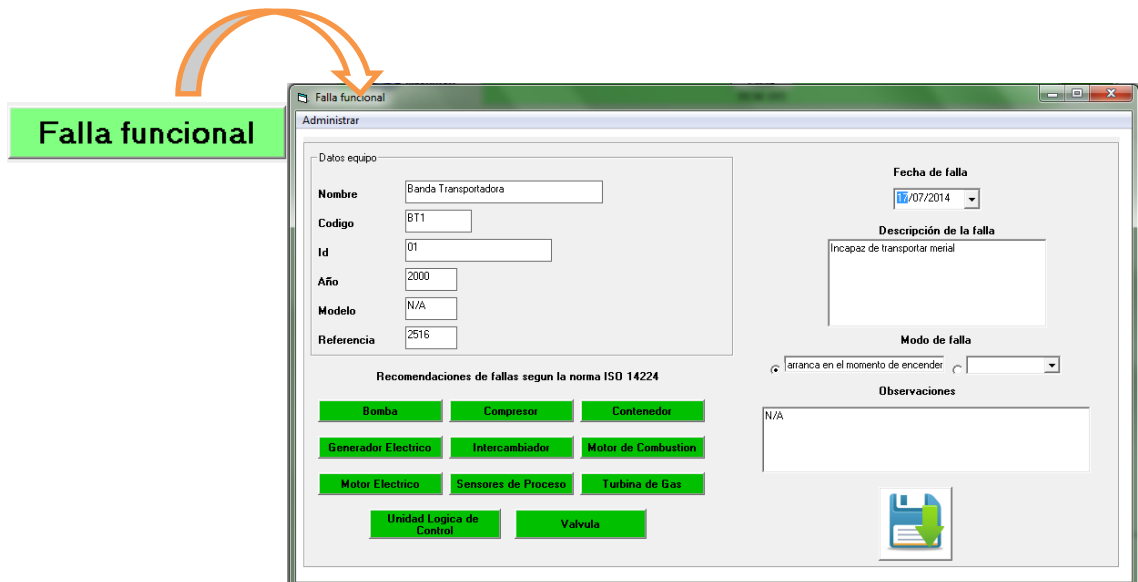 Falla funcional
Falla funcional
Administrar
Datos equipo
Nombre
Banda Transportadora
Codigo
BT1
Id
01
Año
2000
Modelo
N/A
Referencia
2516
Recomendaciones de fallas segun la norma ISO 14224
Bomba
Compresor
Contenedor
Generador Electrico
Intercambiador
Motor de Combustion
Motor Electrico
Sensores de Proceso
Turbina de Gas
Unidad Logica de
Control
Valvula
Fecha de falla
17/07/2014
Descripción de la falla
Incapaz de transportar merial
Modo de falla
arranca en el momento de encender
Observaciones
N/A